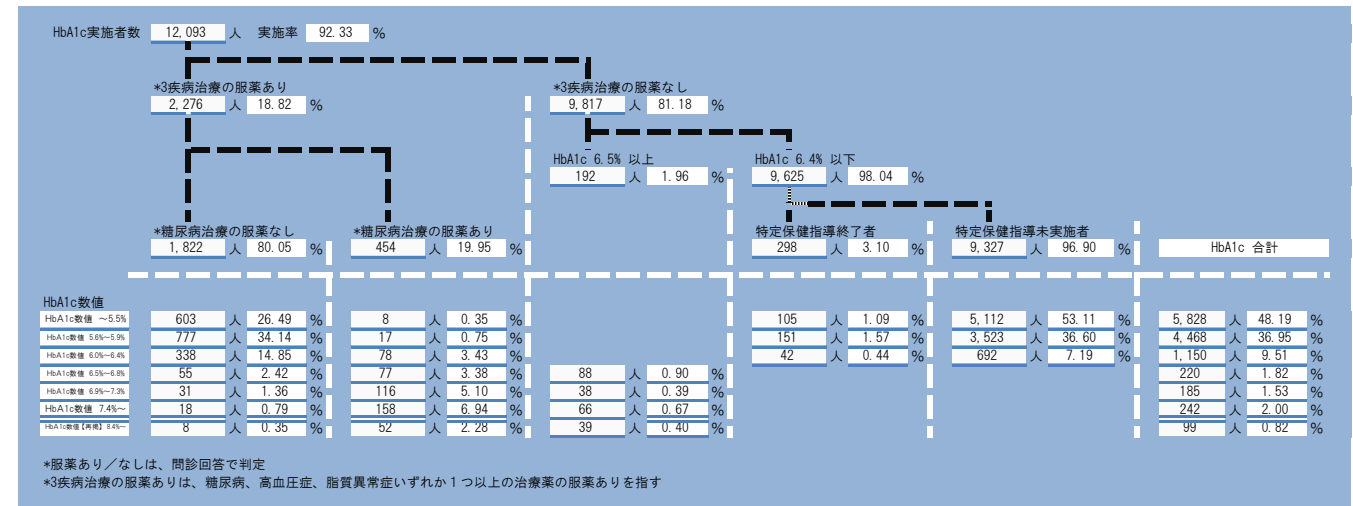 HbA1c実施者数 12,093 人 実施率 92.33 %
*3疾病治療の服薬あり *3疾病治療の服薬なし
2,276 人 18.82 % 9,817 人 81.18 %
HbA1c 6.5% 以上 HbA1c 6.4% 以下
192 人 1.96 % 9,625 人 98.04 %
*糖尿病治療の服薬なし *糖尿病治療の服薬あり 特定保健指導終了者 特定保健指導未実施者
1,822 人 80.05 % 454 人 19.95 % 298 人 3.10 % 9,327 人 96.90 % HbA1c 合計
HbA1c数値
HbA1c数値 ~5.5% 603 人 26.49 % 8 人 0.35 % 105 人 1.09 % 5,112 人 53.11 % 5,828 人 48.19 %
HbA1c数値 5.6%~5.9% 777 人 34.14 % 17 人 0.75 % 151 人 1.57 % 3,523 人 36.60 % 4,468 人 36.95 %
HbA1c数値 6.0%~6.4% 338 人 14.85 % 78 人 3.43 % 42 人 0.44 % 692 人 7.19 % 1,150 人 9.51 %
HbA1c数値 6.5%~6.8% 55 人 2.42 % 77 人 3.38 % 88 人 0.90 % 220 人 1.82 %
HbA1c数値 6.9%~7.3% 31 人 1.36 % 116 人 5.10 % 38 人 0.39 % 185 人 1.53 %
HbA1c数値 7.4%~ 18 人 0.79 % 158 人 6.94 % 66 人 0.67 % 242 人 2.00 %
HbA1c数値【再掲】8.4%~ 8 人 0.35 % 52 人 2.28 % 39 人 0.40 % 99 人 0.82 %
*服薬あり/なしは、問診回答で判定
*3疾病治療の服薬ありは、糖尿病、高血圧症、脂質異常症いずれか1つ以上の治療薬の服薬ありを指す